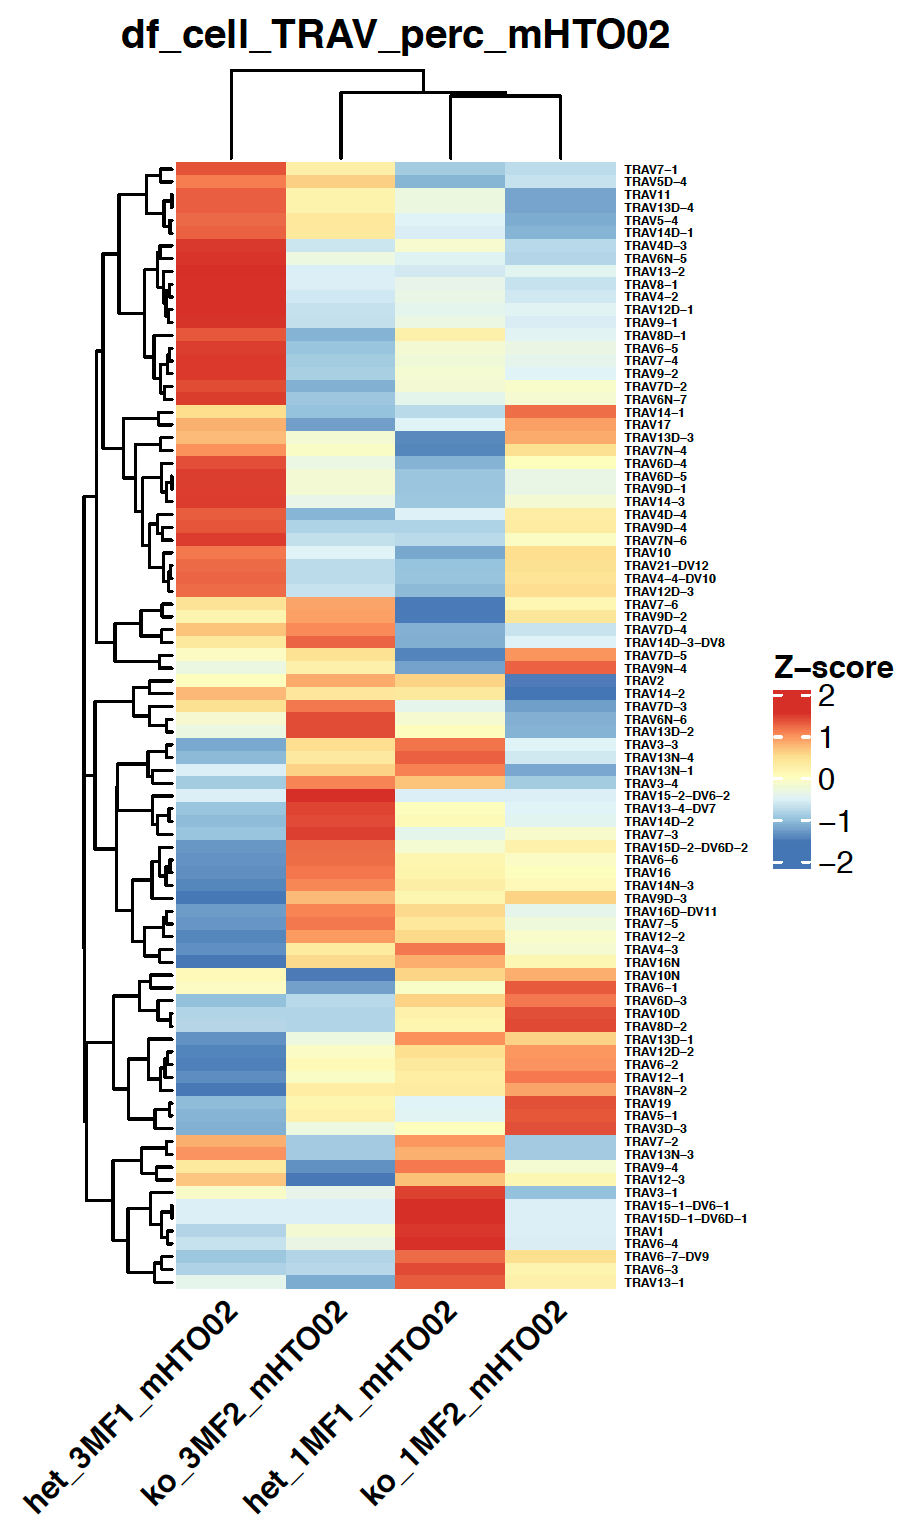 df_cell_TRAV_perc_mHTO02
TRAV7−1
TRAV5D−4
TRAV11
TRAV13D−4
TRAV5−4
TRAV14D−1
TRAV4D−3
TRAV6N−5
TRAV13−2
TRAV8−1
TRAV4−2
TRAV12D−1
TRAV9−1
TRAV8D−1
TRAV6−5
TRAV7−4
TRAV9−2
TRAV7D−2
TRAV6N−7
TRAV14−1
TRAV17
TRAV13D−3
TRAV7N−4
TRAV6D−4
TRAV6D−5
TRAV9D−1
TRAV14−3
TRAV4D−4
TRAV9D−4
TRAV7N−6
TRAV10
TRAV21−DV12
TRAV4−4−DV10
TRAV12D−3
TRAV7−6
TRAV9D−2
TRAV7D−4
TRAV14D−3−DV8
TRAV7D−5
TRAV9N−4
TRAV2
TRAV14−2
TRAV7D−3
TRAV6N−6
TRAV13D−2
TRAV3−3
TRAV13N−4
TRAV13N−1
TRAV3−4
TRAV15−2−DV6−2
TRAV13−4−DV7
TRAV14D−2
TRAV7−3
TRAV15D−2−DV6D−2
TRAV6−6
TRAV16
TRAV14N−3
TRAV9D−3
TRAV16D−DV11
TRAV7−5
TRAV12−2
TRAV4−3
TRAV16N
TRAV10N
TRAV6−1
TRAV6D−3
TRAV10D
TRAV8D−2
TRAV13D−1
TRAV12D−2
TRAV6−2
TRAV12−1
TRAV8N−2
TRAV19
TRAV5−1
TRAV3D−3
TRAV7−2
TRAV13N−3
TRAV9−4
TRAV12−3
TRAV3−1
TRAV15−1−DV6−1
TRAV15D−1−DV6D−1
TRAV1
TRAV6−4
TRAV6−7−DV9
TRAV6−3
TRAV13−1
Z−score
2
1
0
−1
−2
het_3MF1_mHTO02
ko_3MF2_mHTO02
het_1MF1_mHTO02
ko_1MF2_mHTO02